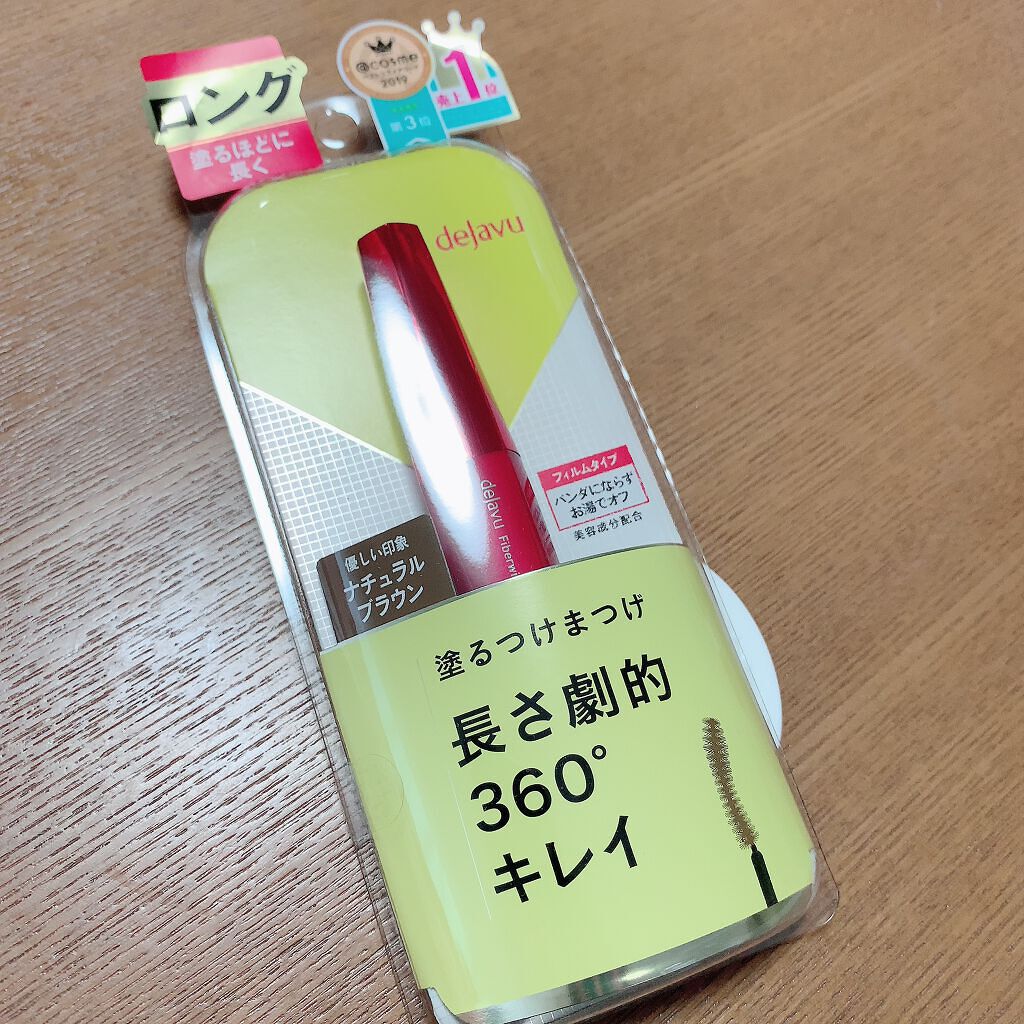 ロング
塗るほどに
長く
@cosme
2019
第3位
売上1位
dejavu
フィルムタイプ
パンダにならず
お湯でオフ
美容成分配合
dejavu Fiberwi
優しい印象
ナチュラル
ブラウン
塗るつけまつげ
長さ劇的
360°
キレイ